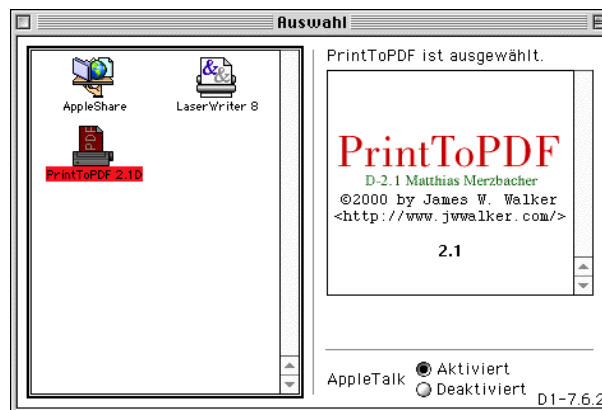 Auswahl
AppleShare
LaserWriter 8
PDF
PrintToPDF 2.1D
PrintToPDF ist ausgewählt.
PrintToPDF
D-2.1 Matthias Merzbacher
©2000 by James W. Walker
<http://www.jwwalker.com/>
2.1
AppleTalk
Aktiviert
Deaktiviert
D1-7.6.2